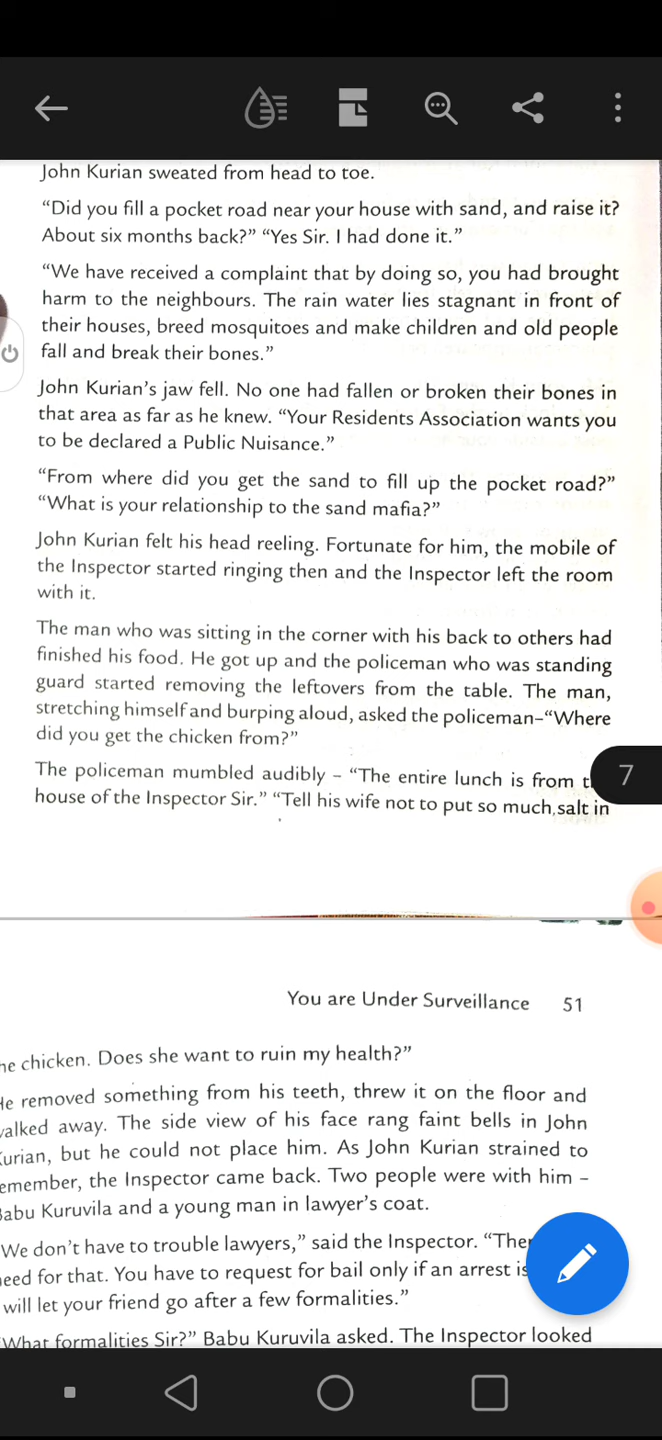 John Kurian sweated from head to toe.
“Did you fill a pocket road near your house with sand, and raise it?
About six months back?” “Yes Sir. I had done it.”
“We have received a complaint that by doing so, you had brought
harm to the neighbours. The rain water lies stagnant in front of
their houses, breed mosquitoes and make children and old people
fall and break their bones.”
John Kurian’s jaw fell. No one had fallen or broken their bones in
that area as far as he knew. “Your Residents Association wants you
to be declared a Public Nuisance.”
“From where did you get the sand to fill up the pocket road?”
“What is your relationship to the sand mafia?”
John Kurian felt his head reeling. Fortunate for him, the mobile of
the Inspector started ringing then and the Inspector left the room
with it.
The man who was sitting in the corner with his back to others had
finished his food. He got up and the policeman who was standing
guard started removing the leftovers from the table. The man,
stretching himself and burping aloud, asked the policeman–“Where
did you get the chicken from?”
The policeman mumbled audibly – “The entire lunch is from
7
house of the Inspector Sir.” “Tell his wife not to put so much salt in
You are Under Surveillance 51
chicken. Does she want to ruin my health?”
removed something from his teeth, threw it on the floor and
away. The side view of his face rang faint bells in John
but he could not place him. As John Kurian strained to
the Inspector came back. Two people were with him –
Kuruvila and a young man in lawyer’s coat.
We don’t have to trouble lawyers,” said the Inspector.
for that. You have to request for bail only if an arrest is
will let your friend go after a few formalities.”
What formalities Sir?” Babu Kuruvila asked. The Inspector looked